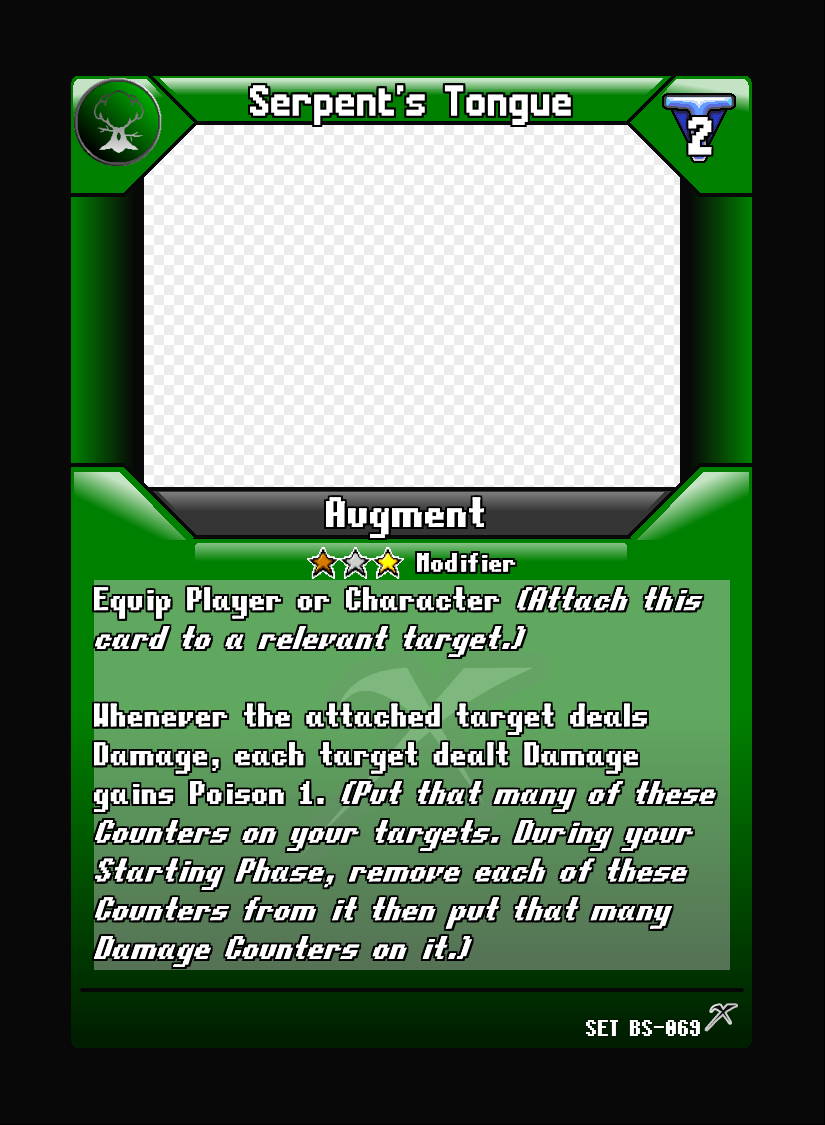 Serpent's Tongue
2
Augment
Modifier
Equip Player or Character (Attach this
card to a relevant target.)
Whenever the attached target deals
Damage, each target dealt Damage
gains Poison 1. (Put that many of these
Counters on your targets. During your
Starting Phase, remove each of these
Counters from it then put that many
Damage Counters on it.)
SET BS-069